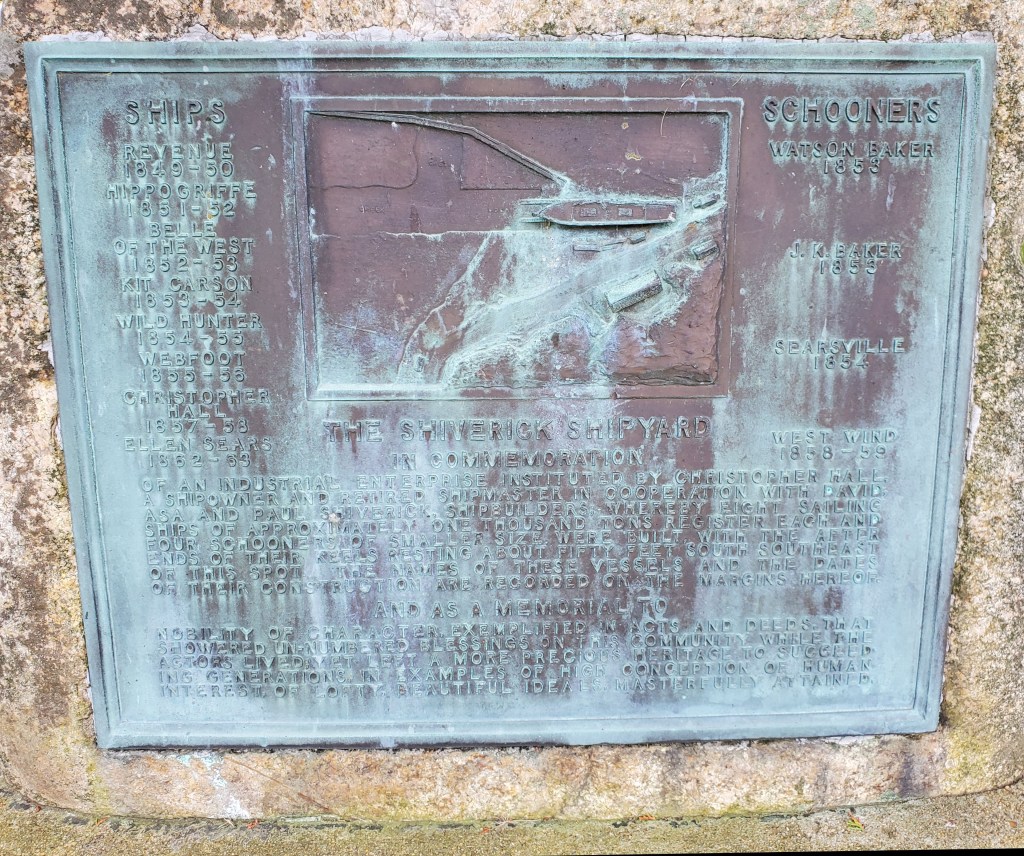 SHIPS
REVENUE
1849-50
HIPPOGRIFFE
1851-52
BELLE
OF THE WEST
1852-53
KIT CARSON
1853-54
WILD HUNTER
1854-55
WEBFOOT
1855-56
CHRISTOPHER
HALL
1857-58
ELLEN SEARS
1862-63
SCHOONERS
WATSON BAKER
1853
J. K. BAKER
1853
SEARSVILLE
1854
WEST WIND
1858-59
THE SHIVERICK SHIPYARD
IN COMMEMORATION
OF AN INDUSTRIAL ENTERPRISE INSTITUTED BY CHRISTOPHER HALL,
A SHIPOWNER AND RETIRED SHIPMASTER IN COOPERATION WITH DAVID,
ASA AND PAUL SHIVERICK, SHIPBUILDERS, WHEREBY EIGHT SAILING
SHIPS OF APPROXIMATELY ONE THOUSAND TONS REGISTER EACH AND
FOUR SCHOONERS OF SMALLER SIZE WERE BUILT WITH THE AFTER
ENDS OF THEIR KEELS RESTING ABOUT FIFTY FEET SOUTH SOUTHEAST
OF THIS SPOT. THE NAMES OF THESE VESSELS AND THE DATES
OF THEIR CONSTRUCTION ARE RECORDED ON THE MARGINS HEREOF.
AND AS A MEMORIAL TO
NOBILITY OF CHARACTER EXEMPLIFIED IN ACTS AND DEEDS THAT
SHOWERED UN-NUMBERED BLESSINGS ON THIS COMMUNITY WHILE THE
ACTORS LIVED, YET LEFT A MORE PRECIOUS HERITAGE TO SUCCEED
ING GENERATIONS IN EXAMPLES OF HIGH CONCEPTION OF HUMAN
INTEREST, OF LOFTY, BEAUTIFUL IDEALS MASTERFULLY ATTAINED.